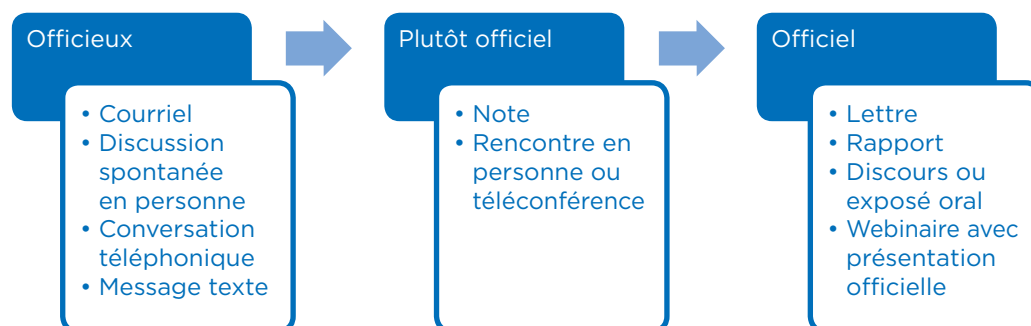 Officieux
• Courriel
• Discussion
spontanée
en personne
• Conversation
téléphonique
• Message texte
Plutôt officiel
• Note
• Rencontre en
personne ou
téléconférence
Officiel
• Lettre
• Rapport
• Discours ou
exposé oral
• Webinaire avec
présentation
officielle